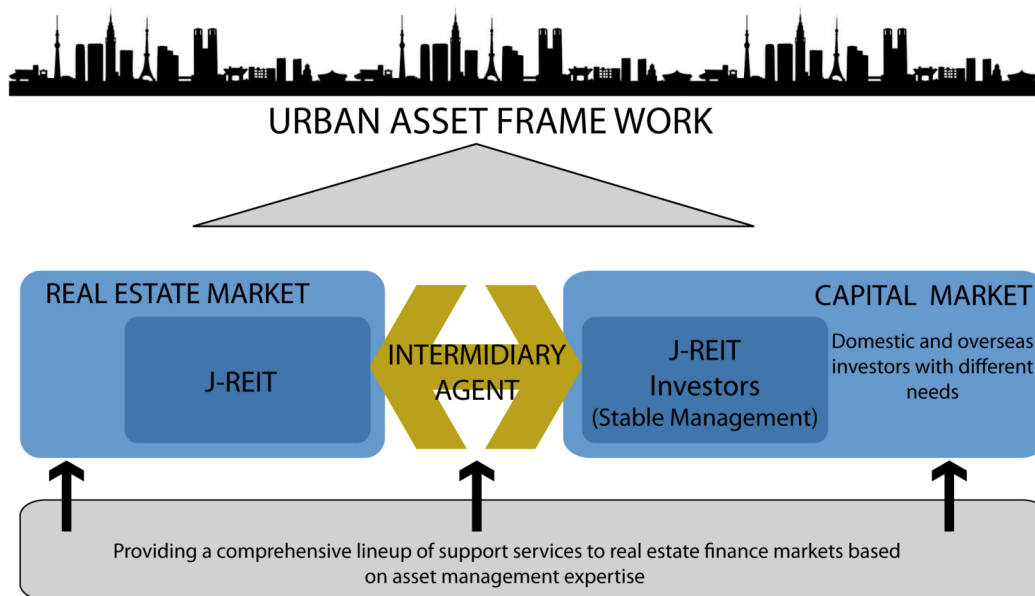 URBAN ASSET FRAME WORK
REAL ESTATE MARKET
J-REIT
INTERMIDIARY
AGENT
CAPITAL MARKET
J-REIT
Investors
(Stable Management)
Domestic and overseas
investors with different
needs
Providing a comprehensive lineup of support services to real estate finance markets based
on asset management expertise